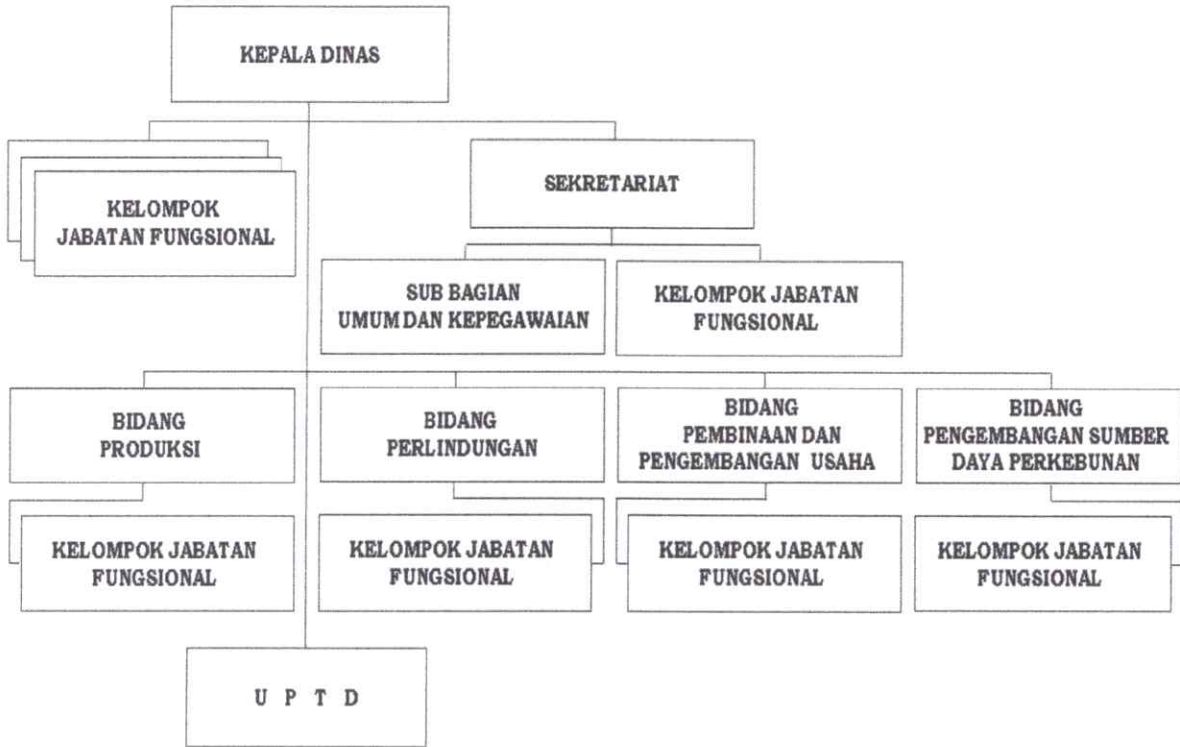 KEPALA DINAS
KELOMPOK
JABATAN FUNGSIONAL
SEKRETARIAT
SUB BAGIAN
UMUM DAN KEPEGAWAIAN
KELOMPOK JABATAN
FUNGSIONAL
BIDANG
PRODUKSI
BIDANG
PERLINDUNGAN
BIDANG
PEMBINAAN DAN
PENGEMBANGAN USAHA
BIDANG
PENGEMBANGAN SUMBER
DAYA PERKEBUNAN
KELOMPOK JABATAN
FUNGSIONAL
KELOMPOK JABATAN
FUNGSIONAL
KELOMPOK JABATAN
FUNGSIONAL
KELOMPOK JABATAN
FUNGSIONAL
U P T D